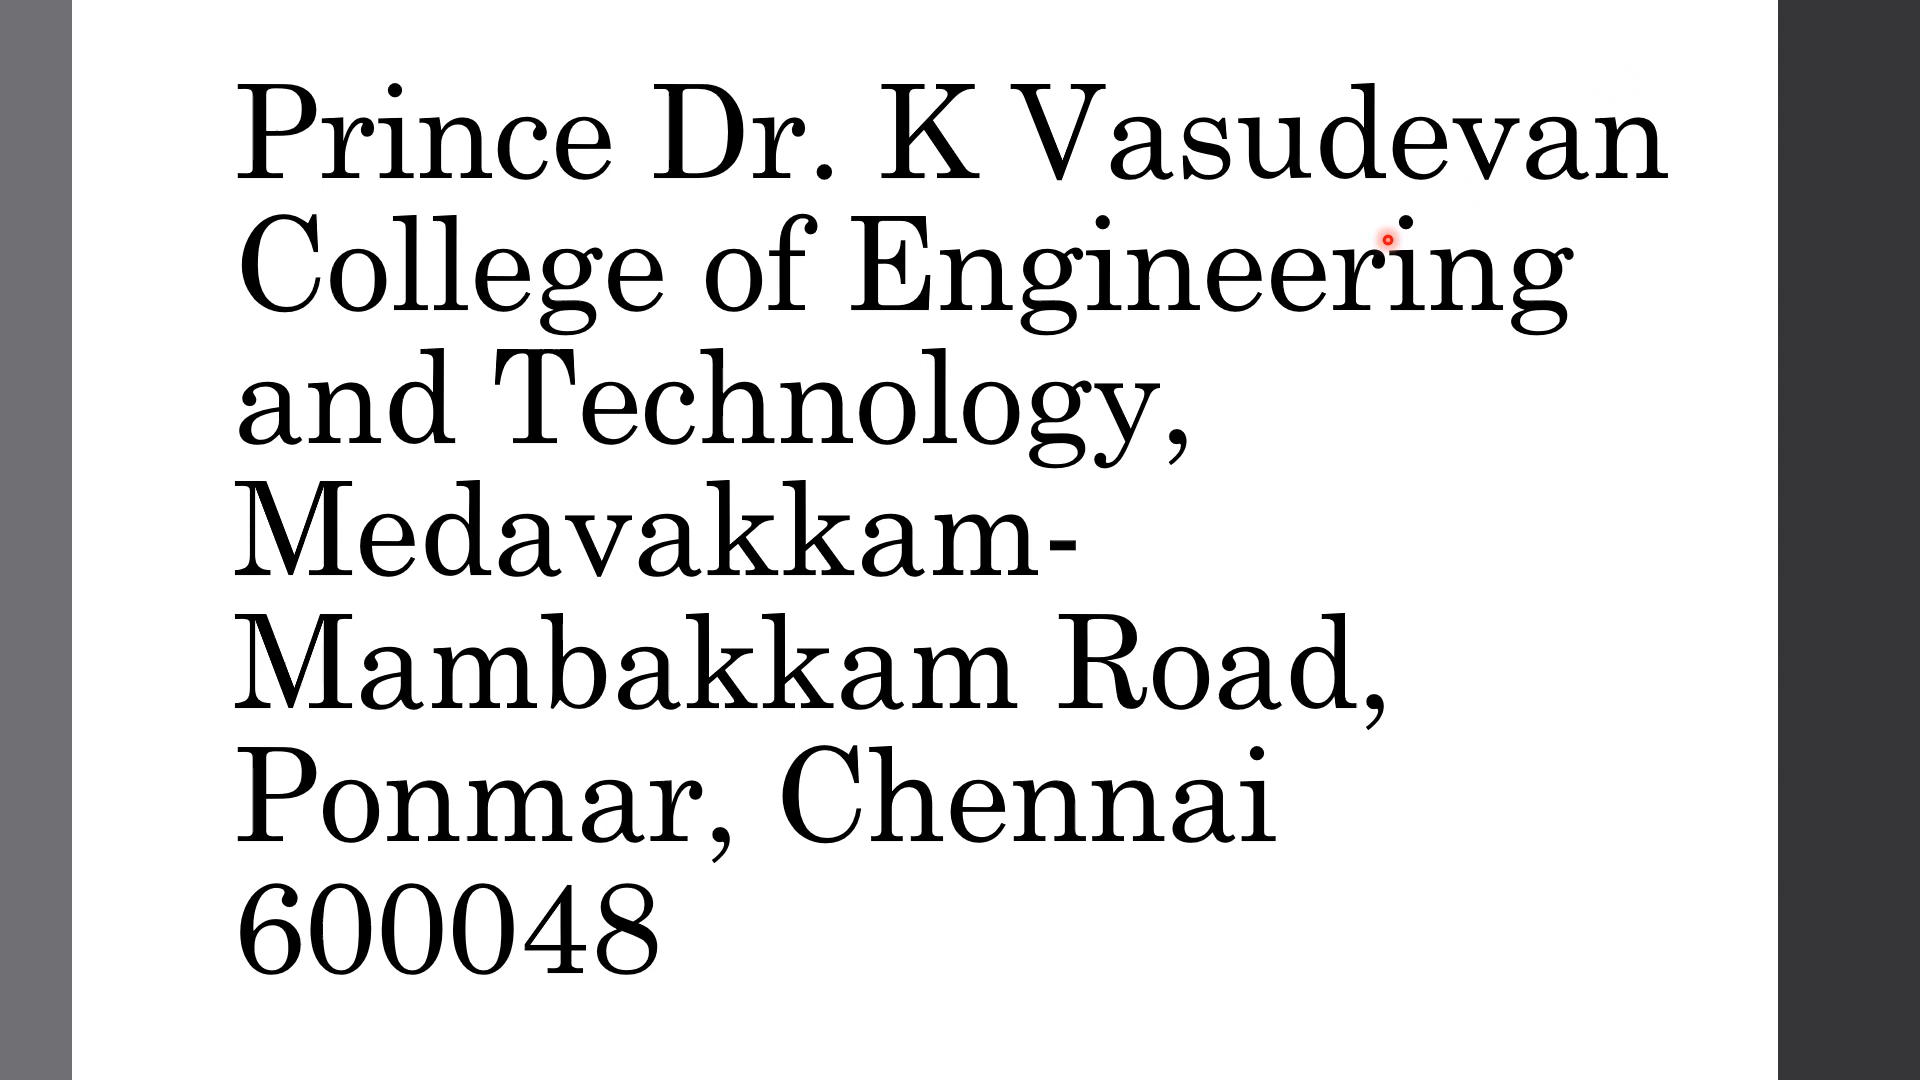 Prince Dr. K Vasudevan
College of Engineering
and Technology,
Medavakkam-
Mambakkam Road,
Ponmar, Chennai
600048